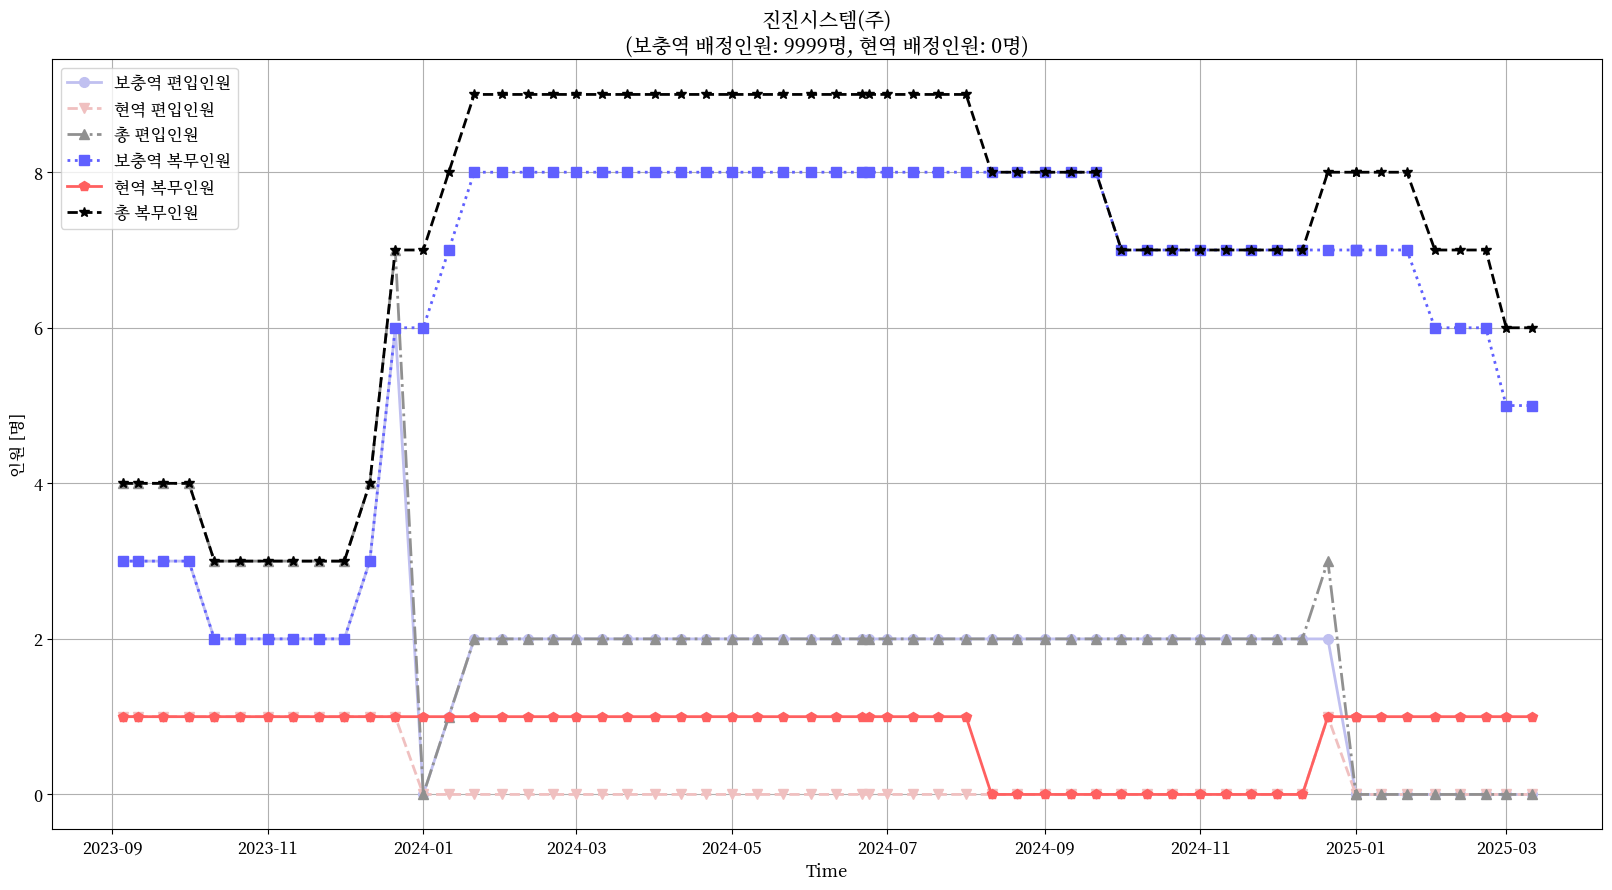 진진시스템(주)
(보충역 배정인원: 9999명, 현역 배정인원: 0명)
보충역 편입인원
현역 편입인원
총 편입인원
보충역 복무인원
현역 복무인원
총 복무인원
인원 [명]
8
6
4
2
0
2023-09 2023-11 2024-01 2024-03 2024-05 2024-07 2024-09 2024-11 2025-01 2025-03
Time